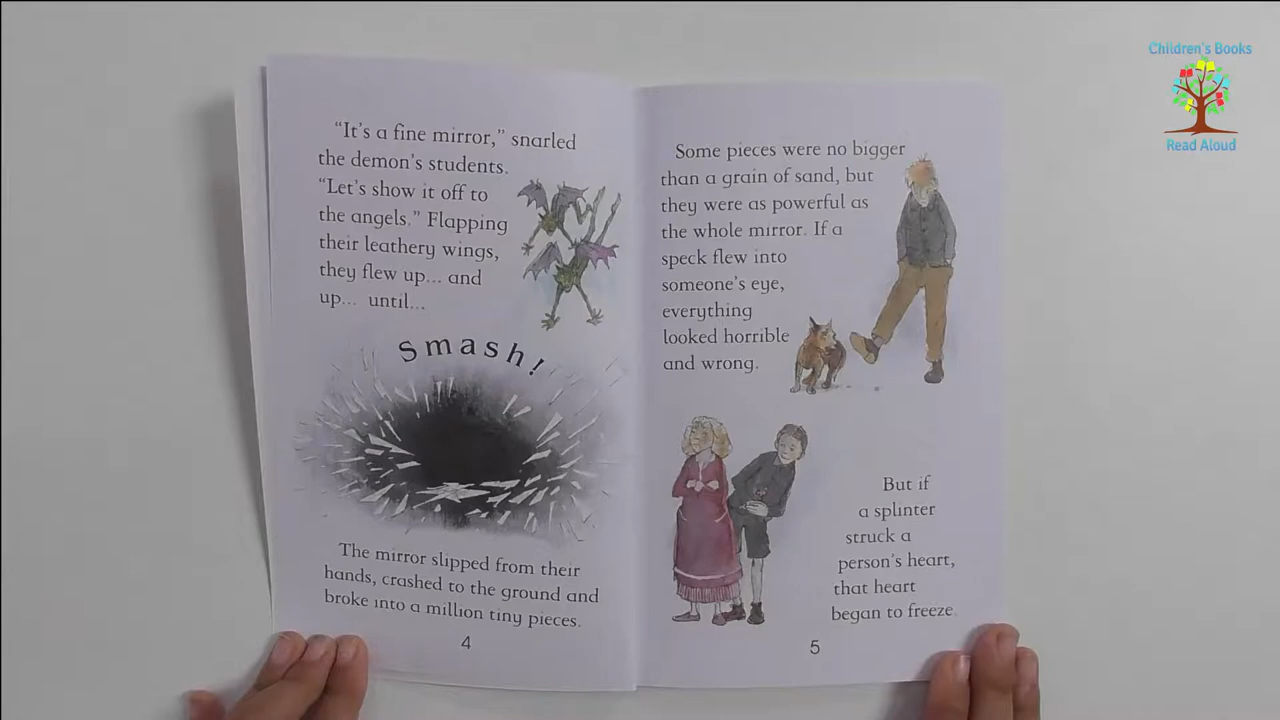 "It's a fine mirror," snarled
the demon's students.
"Let's show it off to
the angels." Flapping
their leathery wings,
they flew up... and
up... until...
Smash!
The mirror slipped from their
hands, crashed to the ground and
broke into a million tiny pieces.
4
Some pieces were no bigger
than a grain of sand, but
they were as powerful as
the whole mirror. If a
speck flew into
someone's eye,
everything
looked horrible
and wrong.
But if
a splinter
struck a
person's heart,
that heart
began to freeze.
5
Children's Books
Read Aloud